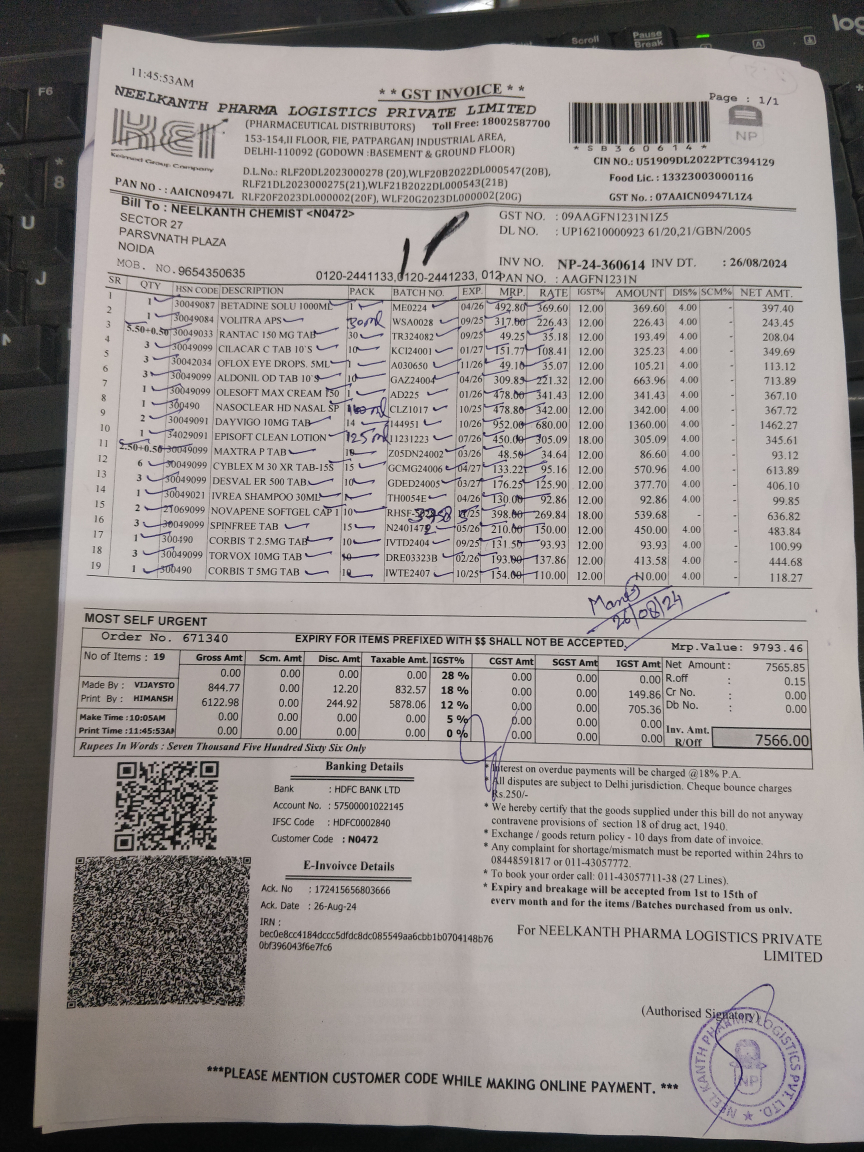 11:45:53AM
* * GST INVOICE * *
Page : 1/1
NEELKANTH PHARMA LOGISTICS PRIVATE LIMITED
(PHARMACEUTICAL DISTRIBUTORS) Toll Free: 18002587700
153-154,II FLOOR, FIE, PATPARGANJ INDUSTRIAL AREA,
DELHI-110092 (GODOWN :BASEMENT & GROUND FLOOR)
KEI
Keimed Group Company
* S B 3 6 0 6 1 4 *
NP
CIN NO.: U51909DL2022PTC394129
Food Lic. : 13323003000116
GST No. : 07AAICN0947L1Z4
D.L.No.: RLF20DL2023000278 (20),WLF20B2022DL000547(20B),
RLF21DL2023000275(21),WLF21B2022DL000543(21B)
RLF20F2023DL000002(20F), WLF20G2023DL000002(20G)
PAN NO - : AAICN0947L
Bill To : NEELKANTH CHEMIST <N0472>
SECTOR 27
PARSVNATH PLAZA
NOIDA
MOB. NO. 9654350635
0120-2441133,0120-2441233, 012
GST NO. : 09AAGFN1231N1Z5
DL NO. : UP16210000923 61/20,21/GBN/2005
INV NO. NP-24-360614 INV DT. : 26/08/2024
PAN NO. : AAGFN1231N
SR QTY HSN CODE DESCRIPTION PACK BATCH NO. EXP. MRP. RATE IGST% AMOUNT DIS% SCM% NET AMT.
1 1 30049087 BETADINE SOLU 1000ML 1 ME0224 04/26 492.80 369.60 12.00 369.60 4.00 - 397.40
2 1 30049084 VOLITRA APS 30ml WSA0028 08/26 317.00 226.43 12.00 226.43 4.00 - 243.45
3 5.50+0.50 30049033 RANTAC 150 MG TAB 30 TR324082 49.25 35.18 12.00 193.49 4.00 - 208.04
4 3 30049099 CILACAR C TAB 10'S 10 KCI24001 01/27 151.77 108.41 12.00 325.23 4.00 - 349.69
5 3 30042034 OFLOX EYE DROPS. 5ML 1 A030650 11/26 49.10 35.07 12.00 105.21 4.00 - 113.12
6 3 30049099 ALDONIL OD TAB 10'S 10 GAZ24004 04/26 309.85 221.32 12.00 663.96 4.00 - 713.89
7 1 30049099 OLESOFT MAX CREAM 150 1 AD225 01/26 478.00 341.43 12.00 341.43 4.00 - 367.10
8 1 300490 NASOCLEAR HD NASAL SP CLZ1017 10/25 478.80 342.00 12.00 342.00 4.00 - 367.72
9 2 30049091 DAYVIGO 10MG TAB 14 144951 10/26 952.00 680.00 12.00 1360.00 4.00 - 1462.27
10 1 34029091 EPISOFT CLEAN LOTION 125ml 11231223 07/26 450.00 305.09 18.00 305.09 4.00 - 345.61
11 2.50+0.50 30049099 MAXTRA P TAB 10 Z05DN24002 03/26 48.50 34.64 12.00 86.60 4.00 - 93.12
12 6 30049099 CYBLEX M 30 XR TAB-15S 15 GCMG24006 04/27 133.22 95.16 12.00 570.96 4.00 - 613.89
13 3 30049099 DESVAL ER 500 TAB 10 GDED24005 03/27 176.25 125.90 12.00 377.70 4.00 - 406.10
14 1 30049021 IVREA SHAMPOO 30ML TH0054E 04/26 130.00 92.86 12.00 92.86 4.00 - 99.85
15 2 21069099 NOVAPENE SOFTGEL CAP 1 10 RHSF- 398.00 269.84 18.00 539.68 - 636.82
16 3 30049099 SPINFREE TAB 15 05/26 210.00 150.00 12.00 450.00 4.00 - 483.84
17 1 300490 CORBIS T 2.5MG TAB 10 IVTD2404 09/25 131.50 93.93 12.00 93.93 4.00 - 100.99
18 3 30049099 TORVOX 10MG TAB 10 DRE03323B 02/26 193.00 137.86 12.00 413.58 4.00 - 444.68
19 1 300490 CORBIS T 5MG TAB 10 IWTE2407 10/25 154.00 110.00 12.00 110.00 4.00 - 118.27
26/08/24
MOST SELF URGENT
Order No. 671340 EXPIRY FOR ITEMS PREFIXED WITH $$ SHALL NOT BE ACCEPTED. Mrp.Value: 9793.46
No of Items : 19 Gross Amt Scm. Amt Disc. Amt Taxable Amt. IGST% CGST Amt SGST Amt IGST Amt Net Amount : 7565.85
0.00 0.00 0.00 0.00 28 % 0.00 0.00 0.00 R.off : 0.15
Made By : VIJAYSTO 844.77 0.00 12.20 832.57 18 % 0.00 0.00 149.86 Cr No. : 0.00
Print By : HIMANSH 6122.98 0.00 244.92 5878.06 12 % 0.00 0.00 705.36 Db No. : 0.00
Make Time :10:05AM 0.00 0.00 0.00 0.00 5 % 0.00 0.00 0.00
Print Time :11:45:53AM 0.00 0.00 0.00 0.00 0 % 0.00 0.00 0.00 Inv. Amt. R/Off 7566.00
Rupees In Words : Seven Thousand Five Hundred Sixty Six Only
Banking Details
Bank : HDFC BANK LTD
Account No. : 57500001022145
IFSC Code : HDFC0002840
Customer Code : N0472
E-Invoivce Details
Ack. No : 172415656803666
Ack. Date : 26-Aug-24
IRN :
bec0e8cc4184dccc5dfdc8dc085549aa6cbb1b0704148b76
0bf396043f6e7fc6
* Interest on overdue payments will be charged @18% P.A.
* All disputes are subject to Delhi jurisdiction. Cheque bounce charges
Rs.250/-
* We hereby certify that the goods supplied under this bill do not anyway
contravene provisions of section 18 of drug act, 1940.
* Exchange / goods return policy - 10 days from date of invoice.
* Any complaint for shortage/mismatch must be reported within 24hrs to
08448591817 or 011-43057772.
* To book your order call: 011-43057711-38 (27 Lines).
* Expiry and breakage will be accepted from 1st to 15th of
every month and for the items /Batches purchased from us only.
For NEELKANTH PHARMA LOGISTICS PRIVATE
LIMITED
(Authorised Signatory)
NEELKANTH PHARMA LOGISTICS PVT. LTD.
NP
***PLEASE MENTION CUSTOMER CODE WHILE MAKING ONLINE PAYMENT. ***
F6
*
8
U
J
Scroll
Pause
Break
log